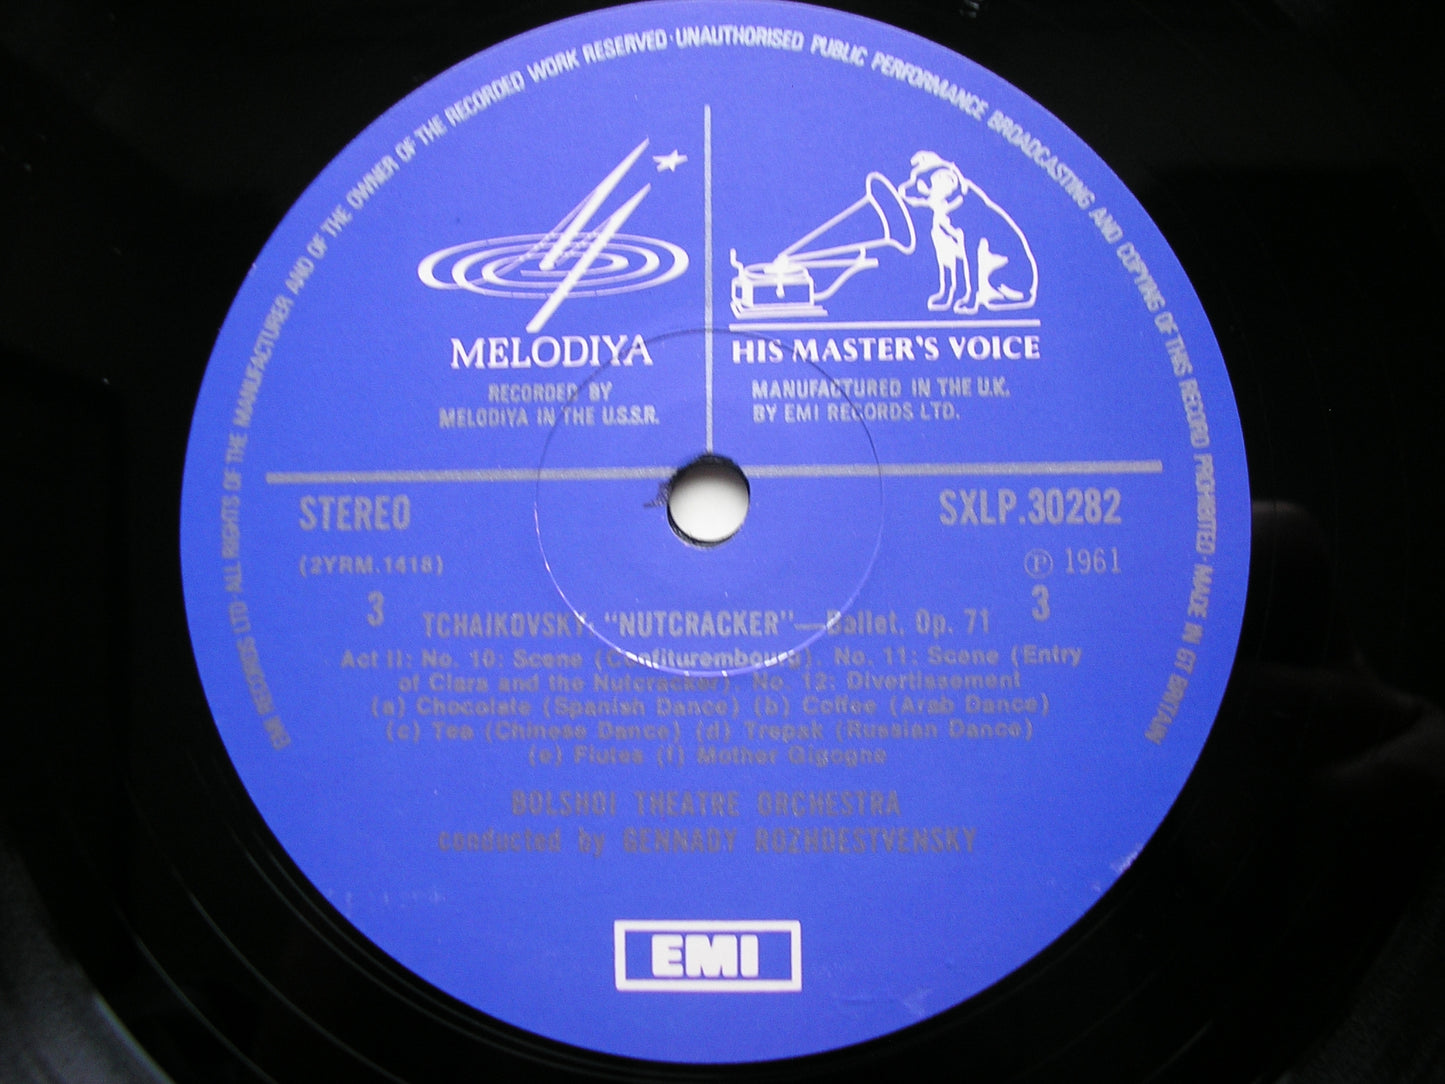 EMI RECORDS LTD·ALL RIGHTS OF THE MANUFACTURER AND OF THE OWNER OF THE RECORDED WORK RESERVED·UNAUTHORISED PUBLIC PERFORMANCE BROADCASTING AND COPYING OF THIS RECORD PROHIBITED·MADE IN GT BRITAIN
MELODIYA
RECORDED BY
MELODIYA IN THE U.S.S.R.
HIS MASTER'S VOICE
MANUFACTURED IN THE U.K.
BY EMI RECORDS LTD.
STEREO
SXLP.30282
(2YRM.1418)
Ⓟ 1961
3
3
TCHAIKOVSKY: "NUTCRACKER"—Ballet, Op. 71
Act II: No. 10: Scene (Confiturembourg). No. 11: Scene (Entry
of Clara and the Nutcracker). No. 12: Divertissement
(a) Chocolate (Spanish Dance) (b) Coffee (Arab Dance)
(c) Tea (Chinese Dance) (d) Trepak (Russian Dance)
(e) Flutes (f) Mother Gigogne
BOLSHOI THEATRE ORCHESTRA
conducted by GENNADY ROZHDESTVENSKY
EMI